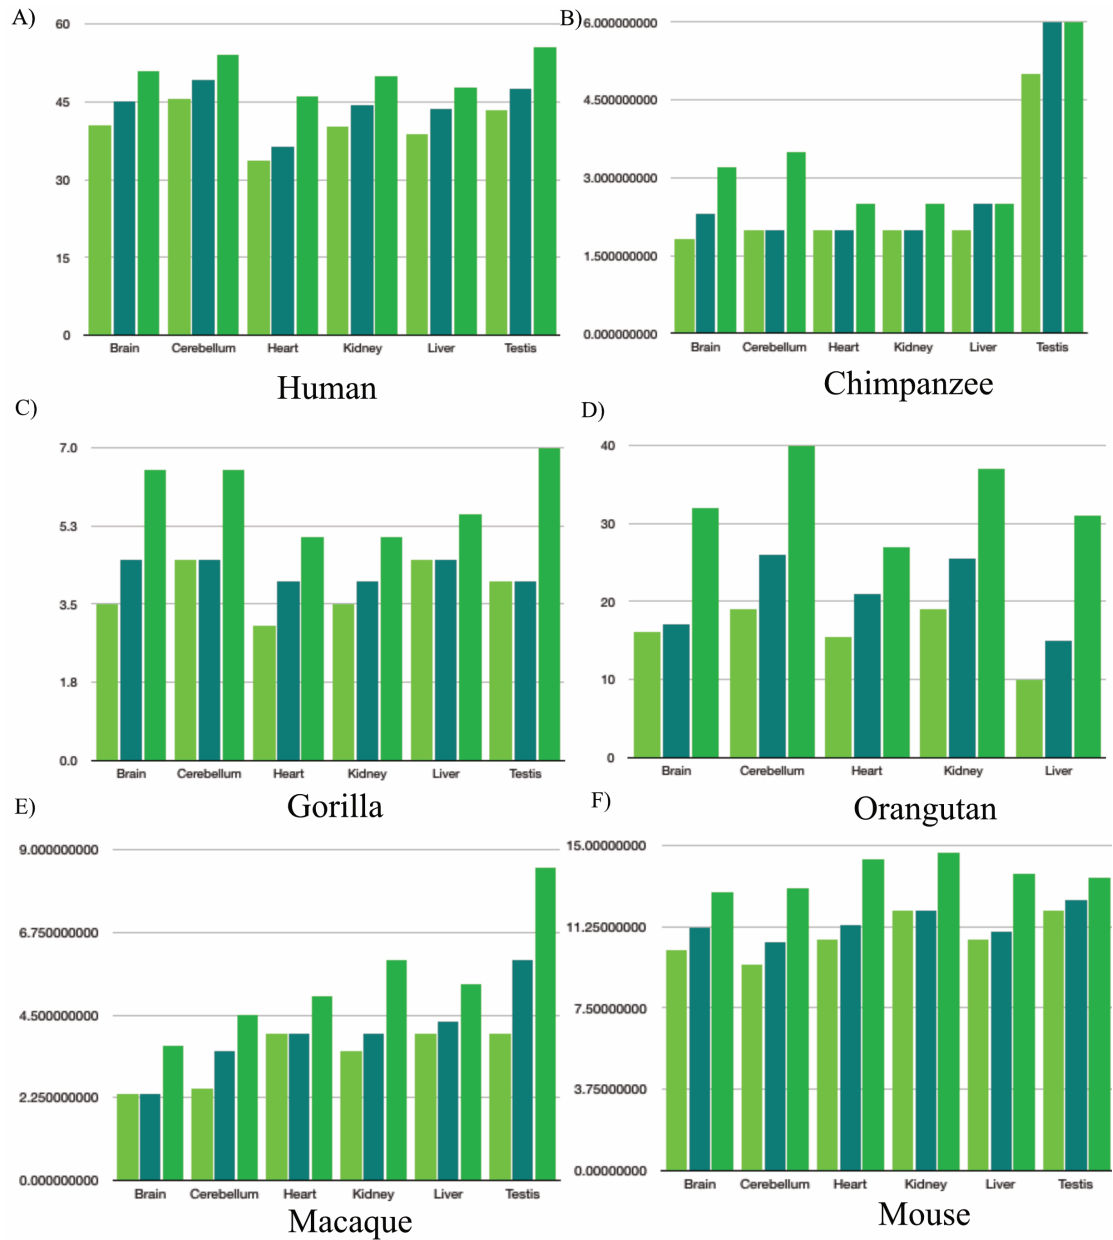 A)
60
45
30
15
0
Brain Cerebellum Heart Kidney Liver Testis
Human
B)
6.000000000
4.500000000
3.000000000
1.500000000
0.000000000
Brain Cerebellum Heart Kidney Liver Testis
Chimpanzee
C)
7.0
5.3
3.5
1.8
0.0
Brain Cerebellum Heart Kidney Liver Testis
Gorilla
D)
40
30
20
10
0
Brain Cerebellum Heart Kidney Liver
Orangutan
E)
9.000000000
6.750000000
4.500000000
2.250000000
0.000000000
Brain Cerebellum Heart Kidney Liver Testis
Macaque
F)
15.00000000
11.25000000
7.50000000
3.75000000
0.00000000
Brain Cerebellum Heart Kidney Liver Testis
Mouse